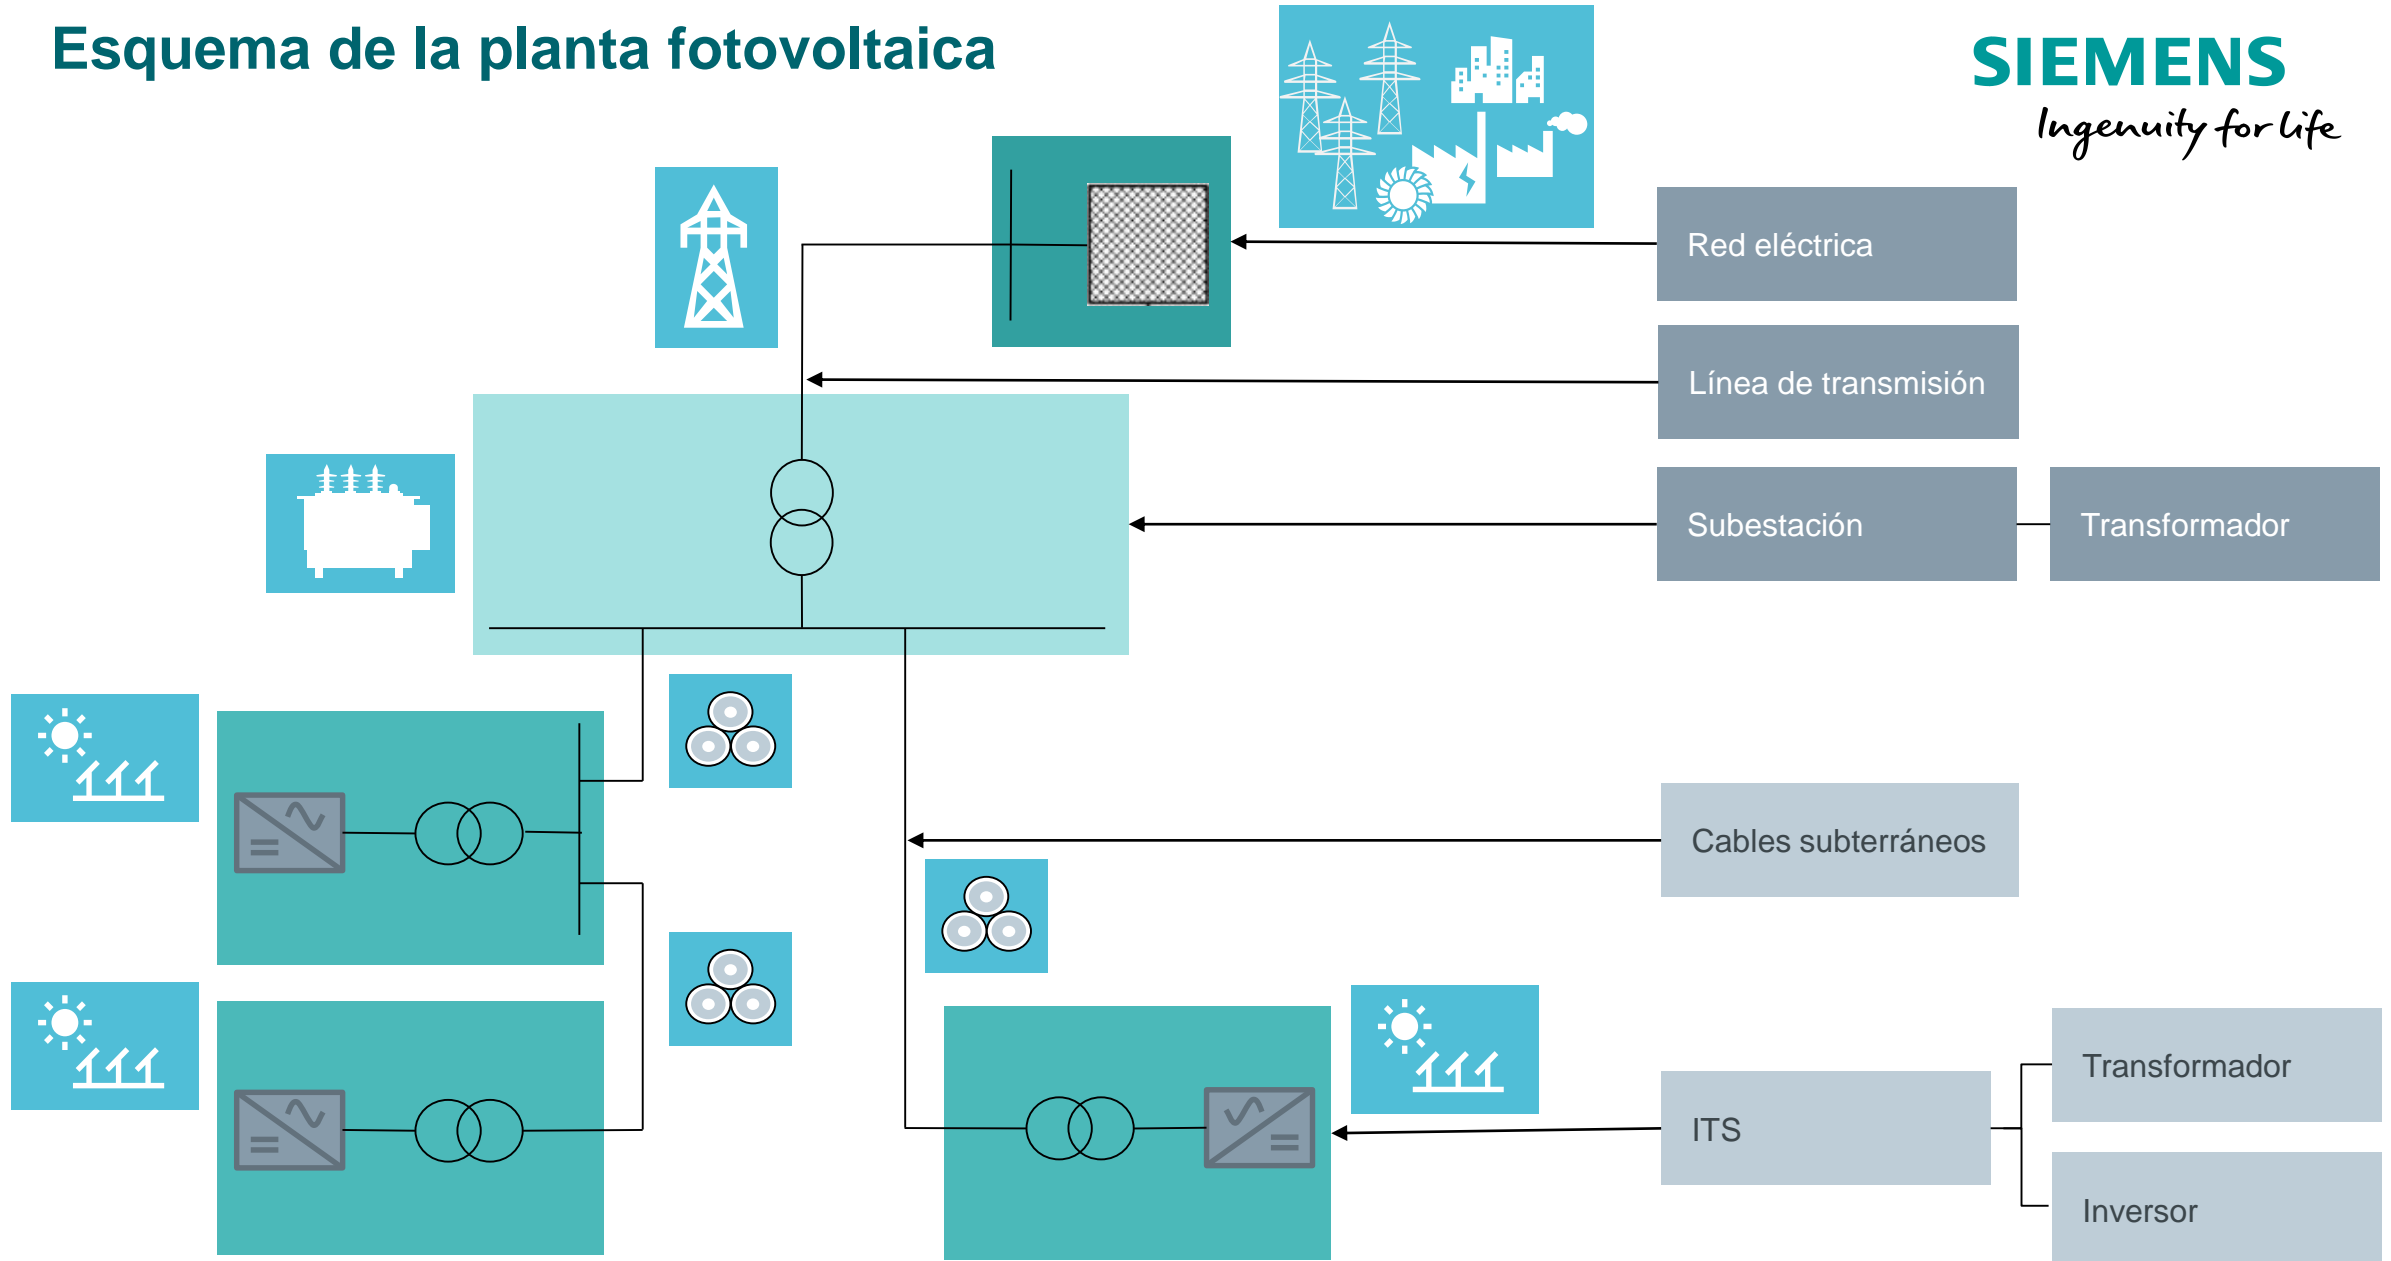 Esquema de la planta fotovoltaica
SIEMENS
Ingenuity for life
Red eléctrica
Línea de transmisión
Subestación
Transformador
Cables subterráneos
Transformador
ITS
Inversor